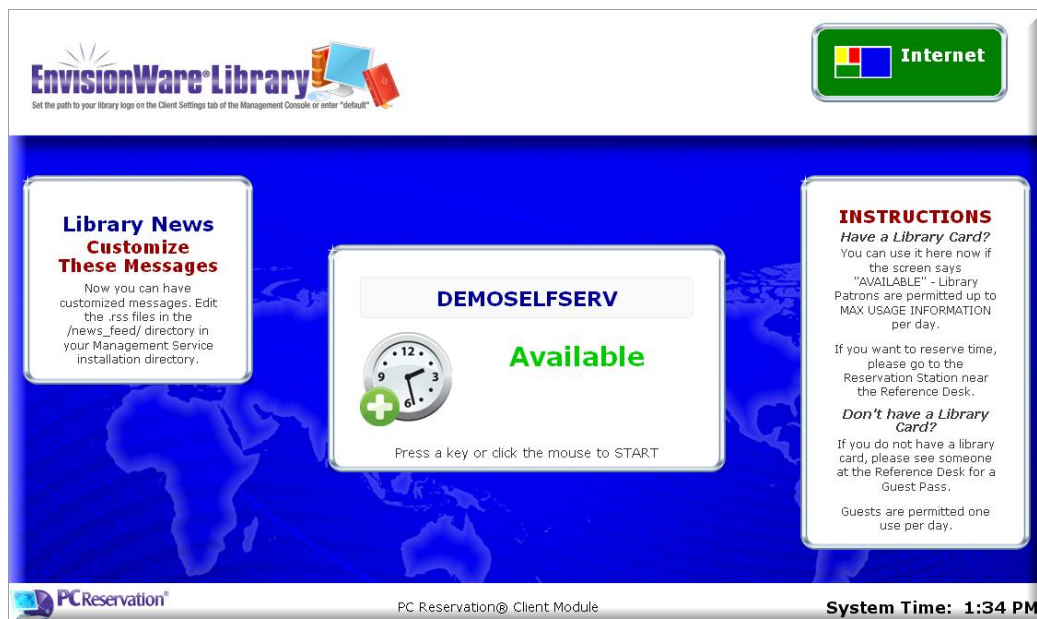 EnvisionWare® Library
Set the path to your library logo on the Client Settings tab of the Management Console or enter "default"
Internet
Library News
Customize
These Messages
Now you can have
customized messages. Edit
the .rss files in the
/news_feed/ directory in
your Management Service
installation directory.
DEMOSELFSERV
12
3
6
9
Available
Press a key or click the mouse to START
INSTRUCTIONS
Have a Library Card?
You can use it here now if
the screen says
"AVAILABLE" - Library
Patrons are permitted up to
MAX USAGE INFORMATION
per day.
If you want to reserve time,
please go to the
Reservation Station near
the Reference Desk.
Don't have a Library
Card?
If you do not have a library
card, please see someone
at the Reference Desk for a
Guest Pass.
Guests are permitted one
use per day.
PCReservation®
PC Reservation® Client Module
System Time: 1:34 PM